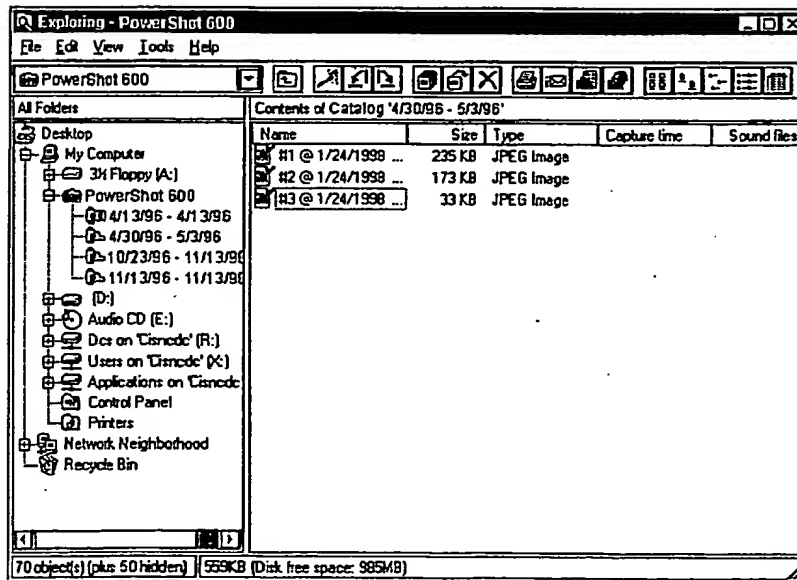 Exploring - PowerShot 600
File Edit View Tools Help
PowerShot 600
All Folders
Contents of Catalog '4/30/96 - 5/3/96'
Name Size Type Capture time Sound files
Desktop
My Computer
3½ Floppy (A:)
PowerShot 600
4/13/96 - 4/13/96
4/30/96 - 5/3/96
10/23/96 - 11/13/96
11/13/96 - 11/13/96
(D:)
Audio CD (E:)
Dcs on 'Cisncdc' (R:)
Users on 'Cisncdc' (X:)
Applications on 'Cisncdc
Control Panel
Printers
Network Neighborhood
Recycle Bin
#1 @ 1/24/1998 ... 235 KB JPEG Image
#2 @ 1/24/1998 ... 173 KB JPEG Image
#3 @ 1/24/1998 ... 33 KB JPEG Image
70 object(s) (plus 50 hidden) 559KB (Disk free space: 985MB)